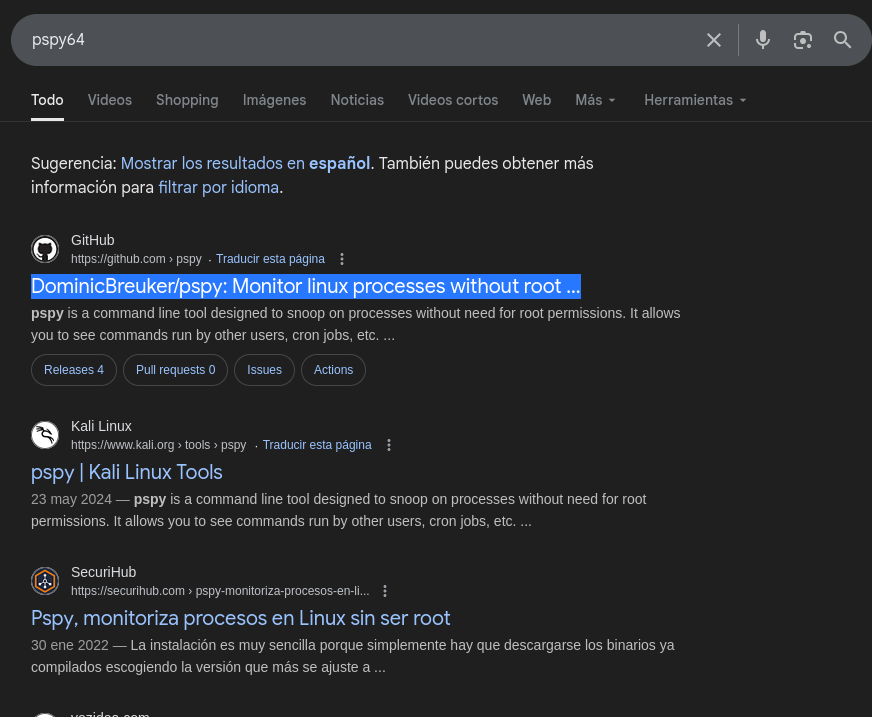 pspy64
Todo Videos Shopping Imágenes Noticias Videos cortos Web Más Herramientas
Sugerencia: Mostrar los resultados en español. También puedes obtener más
información para filtrar por idioma.
GitHub
https://github.com › pspy · Traducir esta página
DominicBreuker/pspy: Monitor linux processes without root ...
pspy is a command line tool designed to snoop on processes without need for root permissions. It allows
you to see commands run by other users, cron jobs, etc. ...
Releases 4 Pull requests 0 Issues Actions
Kali Linux
https://www.kali.org › tools › pspy · Traducir esta página
pspy | Kali Linux Tools
23 may 2024 — pspy is a command line tool designed to snoop on processes without need for root
permissions. It allows you to see commands run by other users, cron jobs, etc. ...
SecuriHub
https://securihub.com › pspy-monitoriza-procesos-en-li...
Pspy, monitoriza procesos en Linux sin ser root
30 ene 2022 — La instalación es muy sencilla porque simplemente hay que descargarse los binarios ya
compilados escogiendo la versión que más se ajuste a ...